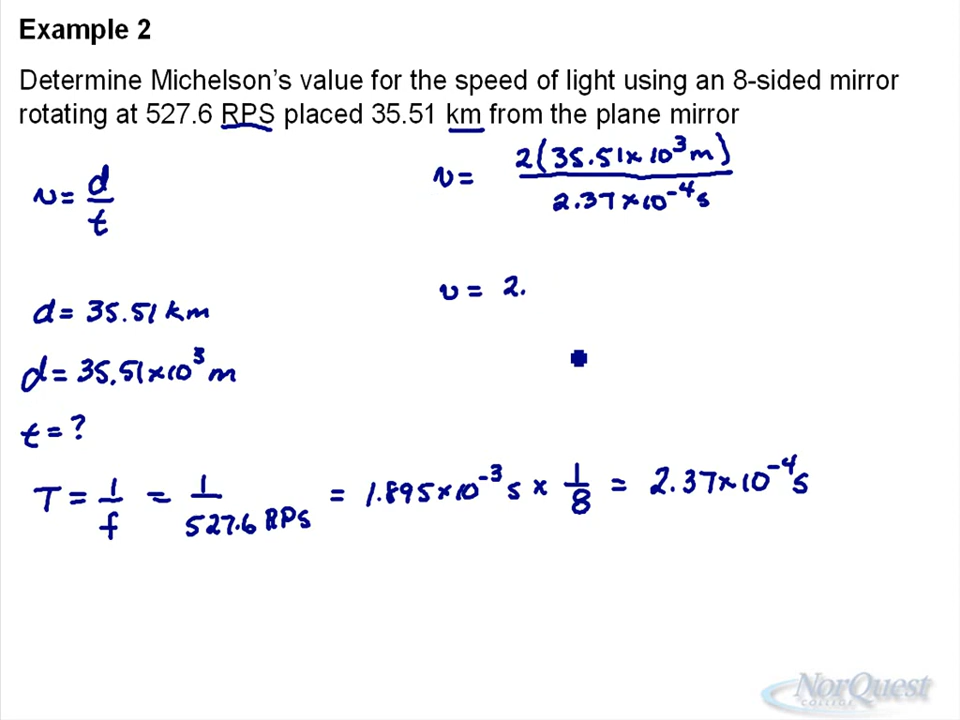 Example 2
Determine Michelson's value for the speed of light using an 8-sided mirror
rotating at 527.6 RPS placed 35.51 km from the plane mirror
v = d/t
v = 2(35.51×10³m) / 2.37×10⁻⁴s
v = 2.
d = 35.51 km
d = 35.51×10³ m
t = ?
T = 1/f = 1/527.6 RPS = 1.895×10⁻³ s × 1/8 = 2.37×10⁻⁴ s
NorQuest
COLLEGE